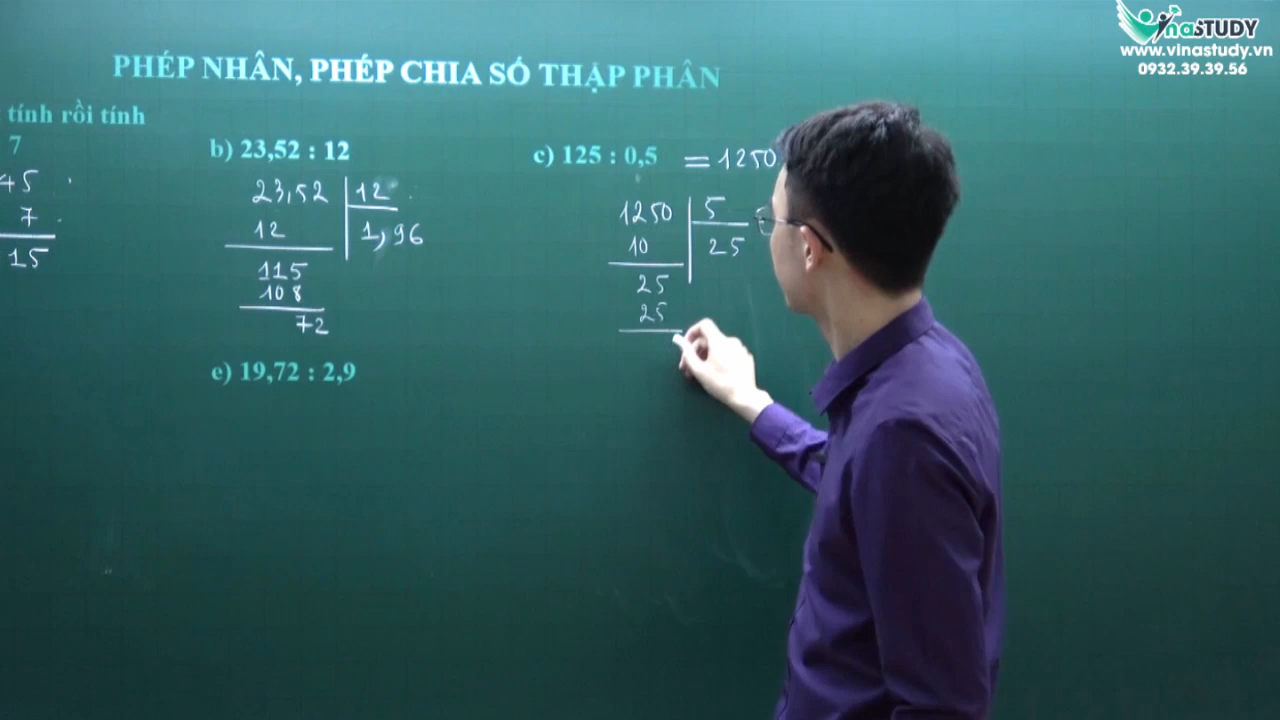 VinaSTUDY
www.vinastudy.vn
0932.39.39.56
PHÉP NHÂN, PHÉP CHIA SỐ THẬP PHÂN
tính rồi tính
7
45
7
15
b) 23,52 : 12
23,52 12
12 1,96
115
108
72
c) 125 : 0,5 = 1250
1250 5
10 25
25
25
e) 19,72 : 2,9